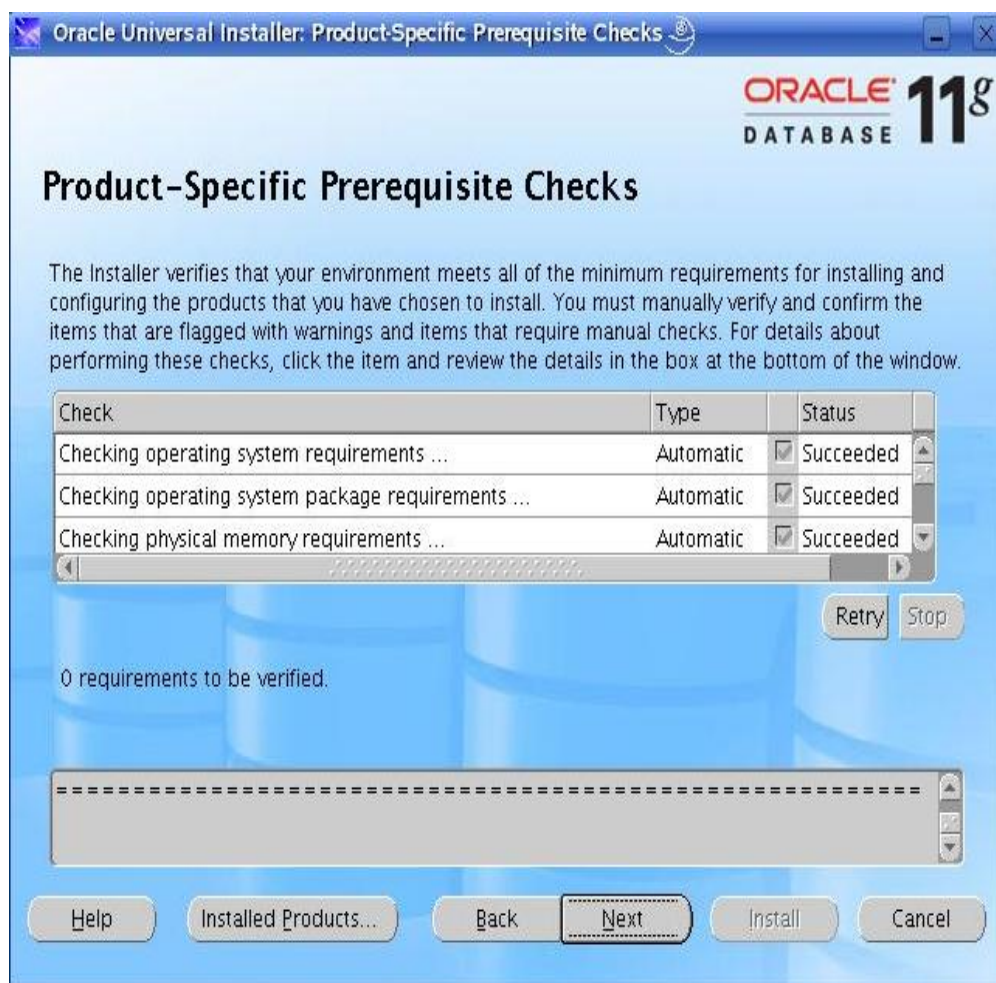 Oracle Universal Installer: Product-Specific Prerequisite Checks
ORACLE 11g
DATABASE
Product-Specific Prerequisite Checks
The Installer verifies that your environment meets all of the minimum requirements for installing and
configuring the products that you have chosen to install. You must manually verify and confirm the
items that are flagged with warnings and items that require manual checks. For details about
performing these checks, click the item and review the details in the box at the bottom of the window.
Check Type Status
Checking operating system requirements ... Automatic Succeeded
Checking operating system package requirements ... Automatic Succeeded
Checking physical memory requirements ... Automatic Succeeded
Retry Stop
0 requirements to be verified.
========================================================
Help Installed Products... Back Next Install Cancel